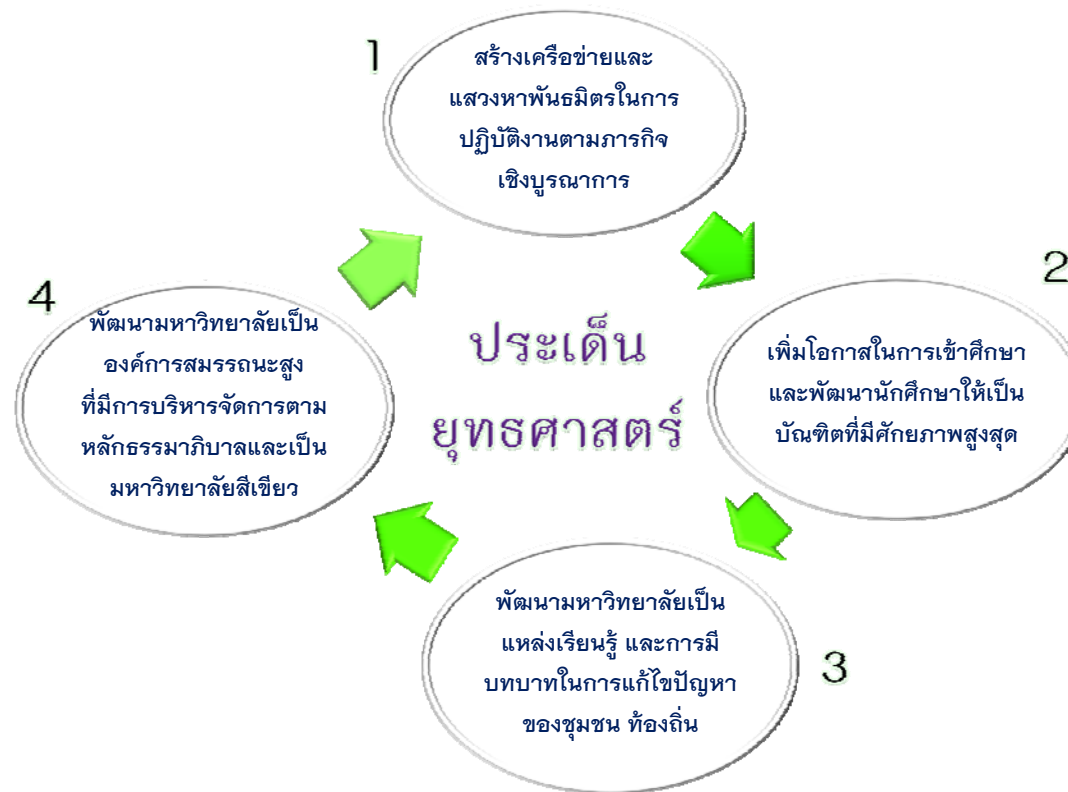 1
สร้างเครือข่ายและ
แสวงหาพันธมิตรในการ
ปฏิบัติงานตามภารกิจ
เชิงบูรณาการ
2
เพิ่มโอกาสในการเข้าศึกษา
และพัฒนานักศึกษาให้เป็น
บัณฑิตที่มีศักยภาพสูงสุด
3
พัฒนามหาวิทยาลัยเป็น
แหล่งเรียนรู้ และการมี
บทบาทในการแก้ไขปัญหา
ของชุมชน ท้องถิ่น
4
พัฒนามหาวิทยาลัยเป็น
องค์การสมรรถนะสูง
ที่มีการบริหารจัดการตาม
หลักธรรมาภิบาลและเป็น
มหาวิทยาลัยสีเขียว
ประเด็น
ยุทธศาสตร์